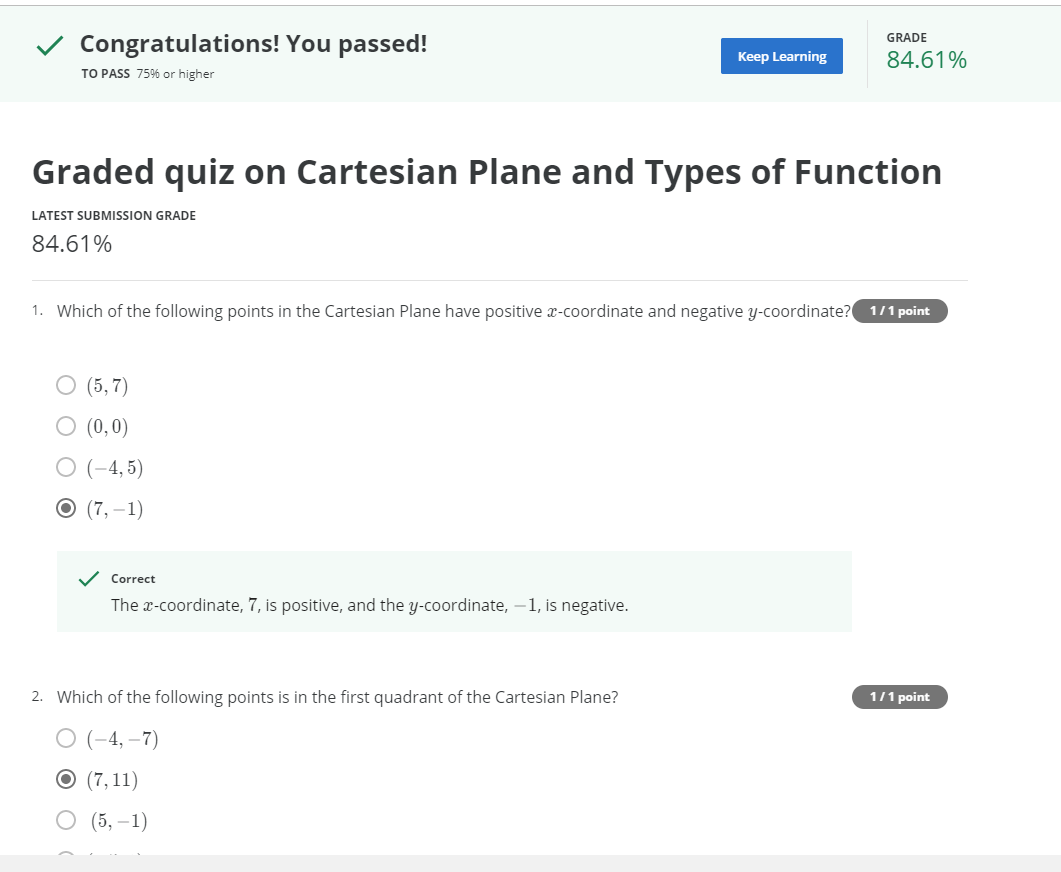 Congratulations! You passed!
TO PASS 75% or higher
Keep Learning
GRADE
84.61%
Graded quiz on Cartesian Plane and Types of Function
LATEST SUBMISSION GRADE
84.61%
1. Which of the following points in the Cartesian Plane have positive x-coordinate and negative y-coordinate?
1 / 1 point
(5, 7)
(0, 0)
(−4, 5)
(7, −1)
Correct
The x-coordinate, 7, is positive, and the y-coordinate, −1, is negative.
2. Which of the following points is in the first quadrant of the Cartesian Plane?
1 / 1 point
(−4, −7)
(7, 11)
(5, −1)